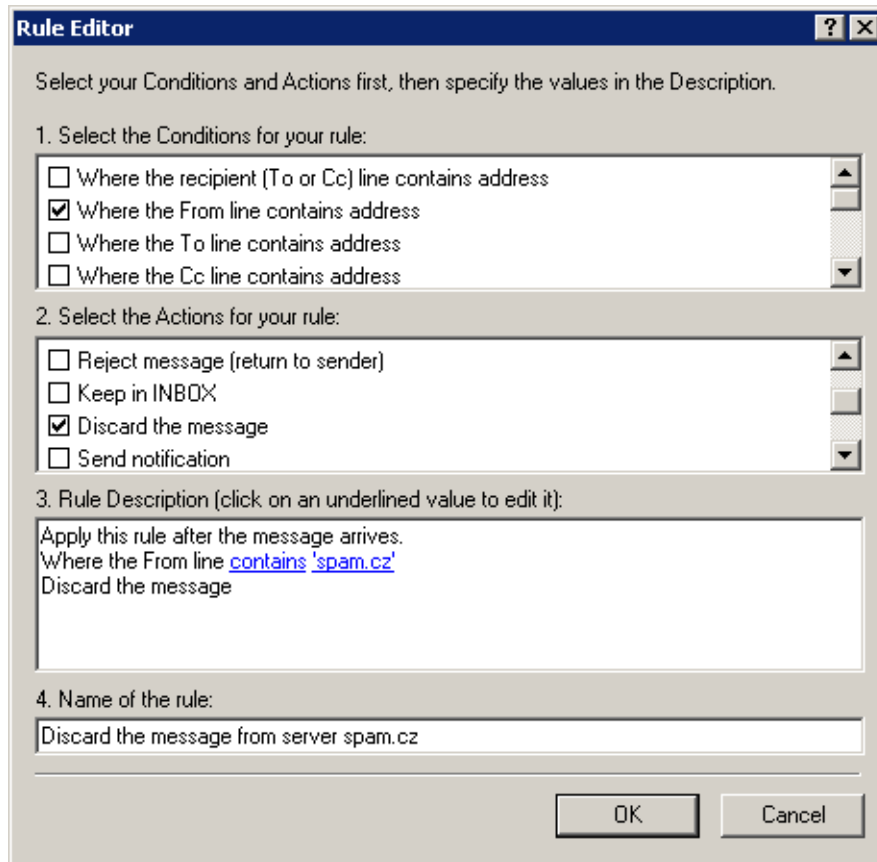 Rule Editor
Select your Conditions and Actions first, then specify the values in the Description.
1. Select the Conditions for your rule:
Where the recipient (To or Cc) line contains address
Where the From line contains address
Where the To line contains address
Where the Cc line contains address
2. Select the Actions for your rule:
Reject message (return to sender)
Keep in INBOX
Discard the message
Send notification
3. Rule Description (click on an underlined value to edit it):
Apply this rule after the message arrives.
Where the From line contains 'spam.cz'
Discard the message
4. Name of the rule:
Discard the message from server spam.cz
OK Cancel